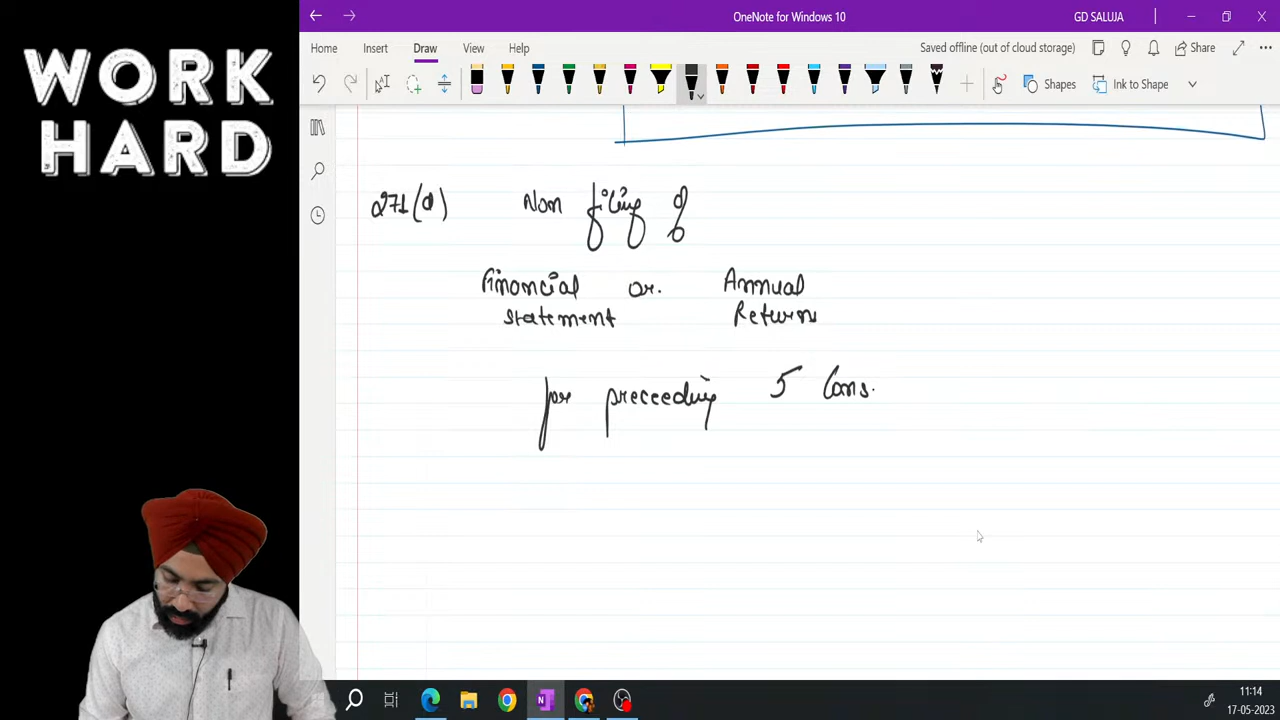 WORK
HARD
OneNote for Windows 10
GD SALUJA
Home Insert Draw View Help
Saved offline (out of cloud storage)
Share
Shapes
Ink to Shape
271(d) Non filing of
Financial or. Annual
statement Returns
for preceeding 5 Cons.
11:14
17-05-2023